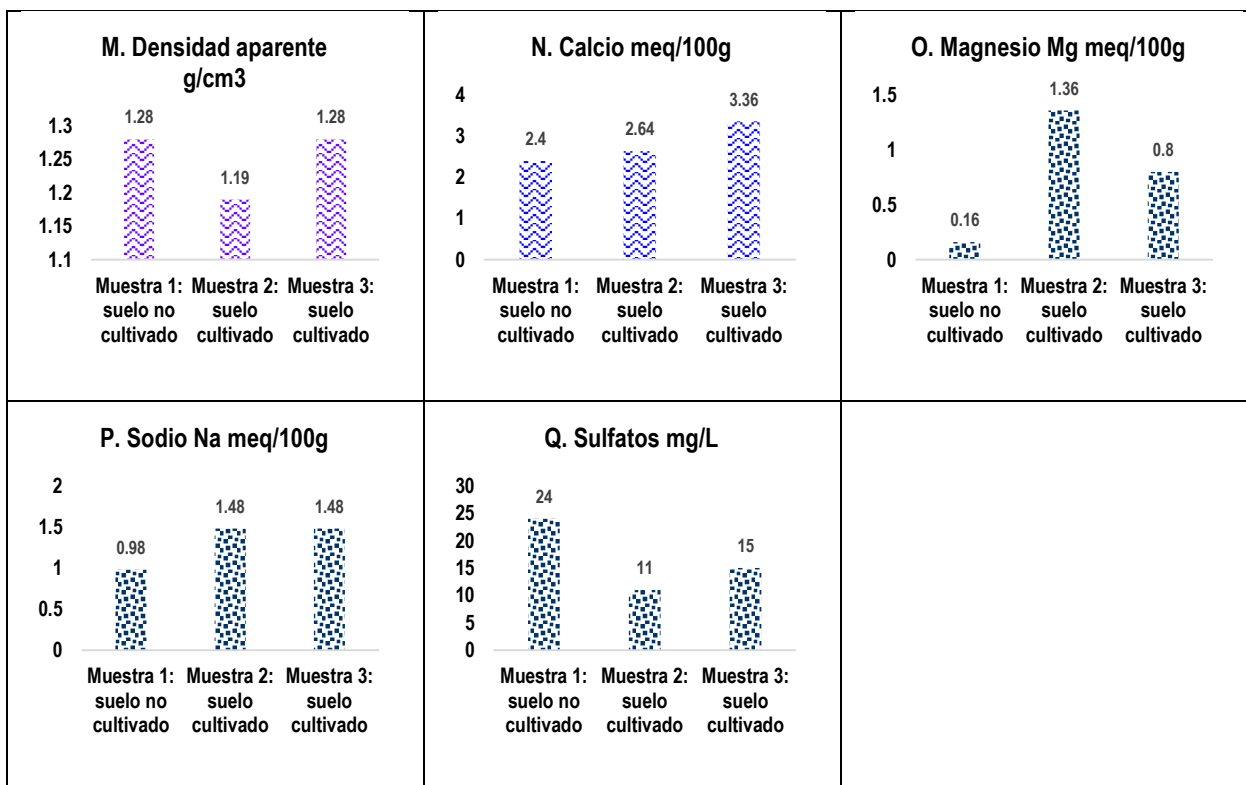 M. Densidad aparente
g/cm3
1.3
1.25
1.2
1.15
1.1
1.28
1.19
1.28
Muestra 1: Muestra 2: Muestra 3:
suelo no suelo suelo
cultivado cultivado cultivado
N. Calcio meq/100g
4
3
2
1
0
2.4
2.64
3.36
Muestra 1: Muestra 2: Muestra 3:
suelo no suelo suelo
cultivado cultivado cultivado
O. Magnesio Mg meq/100g
1.5
1
0.5
0
0.16
1.36
0.8
Muestra 1: Muestra 2: Muestra 3:
suelo no suelo suelo
cultivado cultivado cultivado
P. Sodio Na meq/100g
2
1.5
1
0.5
0
0.98
1.48
1.48
Muestra 1: Muestra 2: Muestra 3:
suelo no suelo suelo
cultivado cultivado cultivado
Q. Sulfatos mg/L
30
25
20
15
10
5
0
24
11
15
Muestra 1: Muestra 2: Muestra 3:
suelo no suelo suelo
cultivado cultivado cultivado